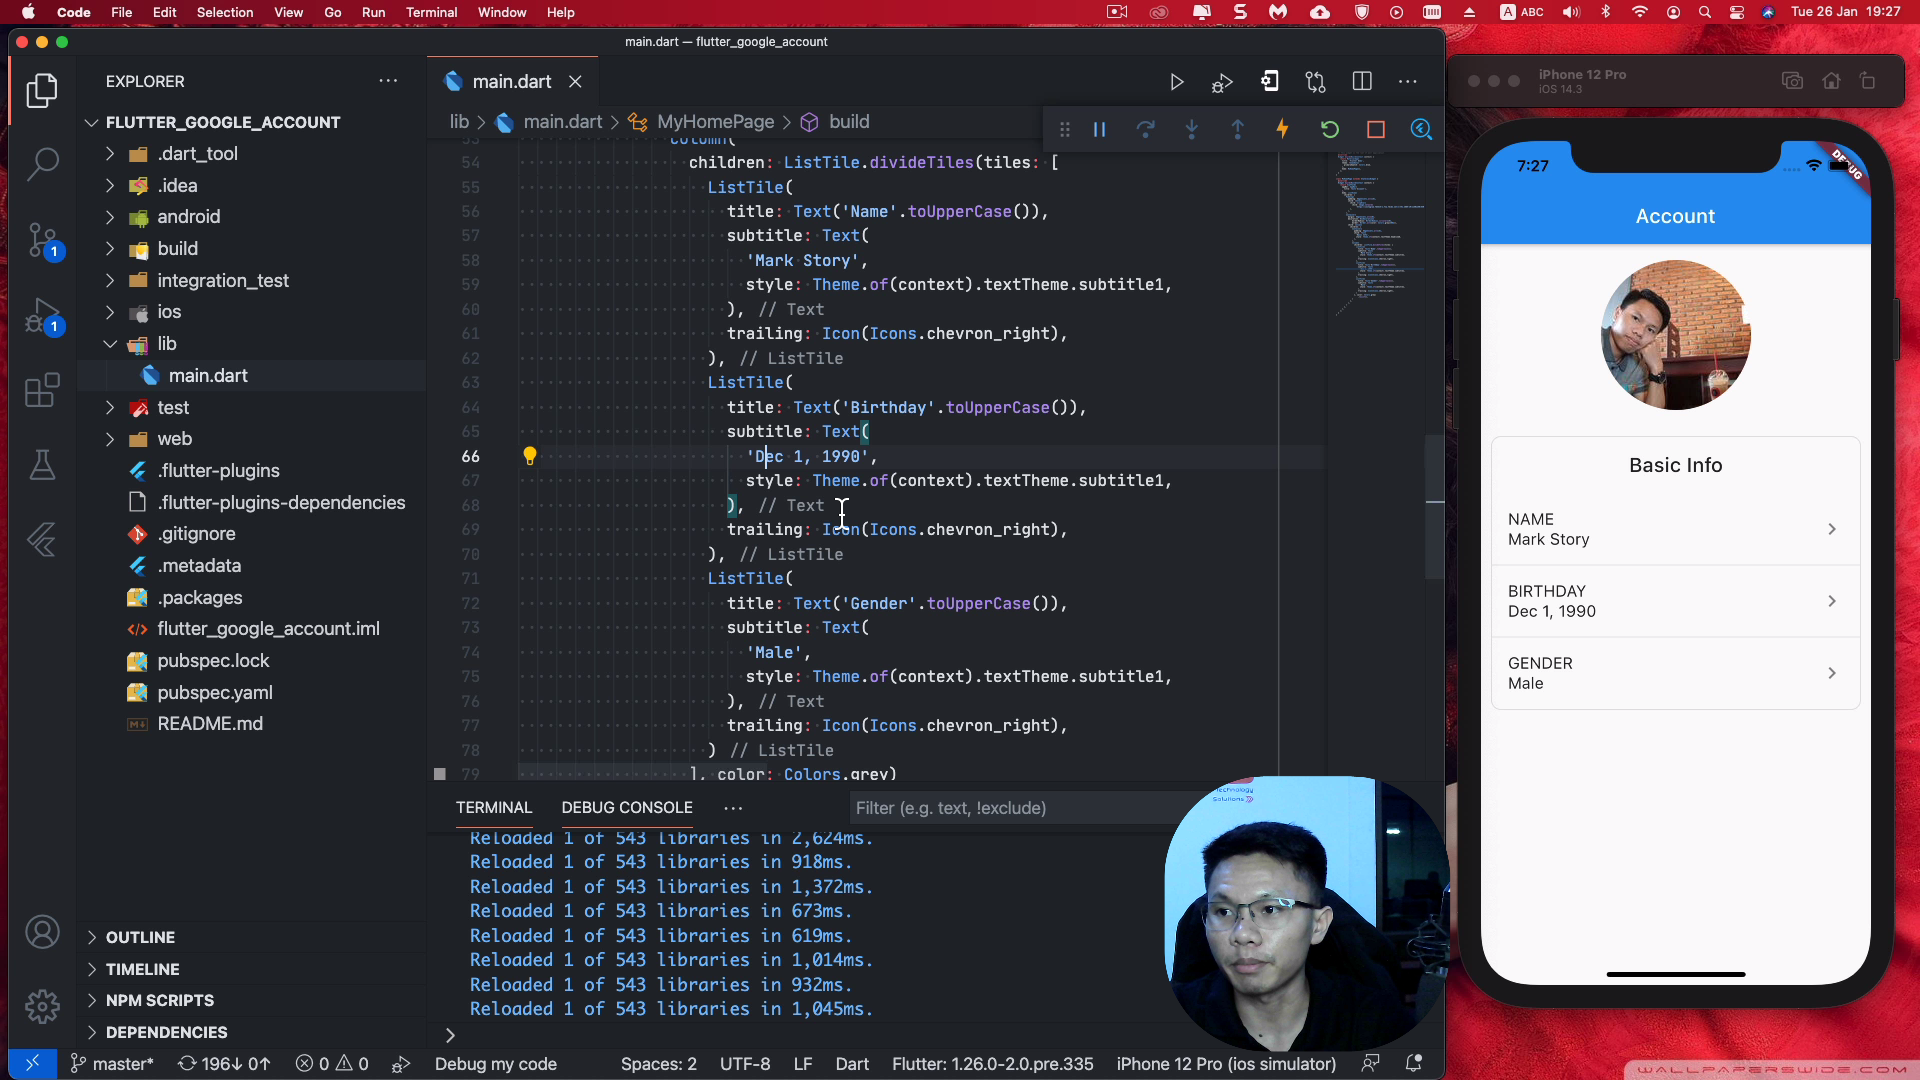 Code File Edit Selection View Go Run Terminal Window Help
ABC
Tue 26 Jan 19:27
main.dart — flutter_google_account
EXPLORER
FLUTTER_GOOGLE_ACCOUNT
.dart_tool
.idea
android
build
integration_test
ios
lib
main.dart
test
web
.flutter-plugins
.flutter-plugins-dependencies
.gitignore
.metadata
.packages
flutter_google_account.iml
pubspec.lock
pubspec.yaml
README.md
OUTLINE
TIMELINE
NPM SCRIPTS
DEPENDENCIES
1
1
main.dart
lib > main.dart > MyHomePage > build
53 Column(
54 children: ListTile.divideTiles(tiles: [
55 ListTile(
56 title: Text('Name'.toUpperCase()),
57 subtitle: Text(
58 'Mark Story',
59 style: Theme.of(context).textTheme.subtitle1,
60 ), // Text
61 trailing: Icon(Icons.chevron_right),
62 ), // ListTile
63 ListTile(
64 title: Text('Birthday'.toUpperCase()),
65 subtitle: Text(
66 'Dec 1, 1990',
67 style: Theme.of(context).textTheme.subtitle1,
68 ), // Text
69 trailing: Icon(Icons.chevron_right),
70 ), // ListTile
71 ListTile(
72 title: Text('Gender'.toUpperCase()),
73 subtitle: Text(
74 'Male',
75 style: Theme.of(context).textTheme.subtitle1,
76 ), // Text
77 trailing: Icon(Icons.chevron_right),
78 ) // ListTile
79 ], color: Colors.grey)
TERMINAL DEBUG CONSOLE
Filter (e.g. text, !exclude)
Reloaded 1 of 543 libraries in 2,624ms.
Reloaded 1 of 543 libraries in 918ms.
Reloaded 1 of 543 libraries in 1,372ms.
Reloaded 1 of 543 libraries in 673ms.
Reloaded 1 of 543 libraries in 619ms.
Reloaded 1 of 543 libraries in 1,014ms.
Reloaded 1 of 543 libraries in 932ms.
Reloaded 1 of 543 libraries in 1,045ms.
Technology
Solutions
master* 196↓ 0↑ 0 0 Debug my code Spaces: 2 UTF-8 LF Dart Flutter: 1.26.0-2.0.pre.335 iPhone 12 Pro (ios simulator)
iPhone 12 Pro
iOS 14.3
7:27
DEBUG
Account
Basic Info
NAME
Mark Story
BIRTHDAY
Dec 1, 1990
GENDER
Male
WALLPAPERSWIDE.COM